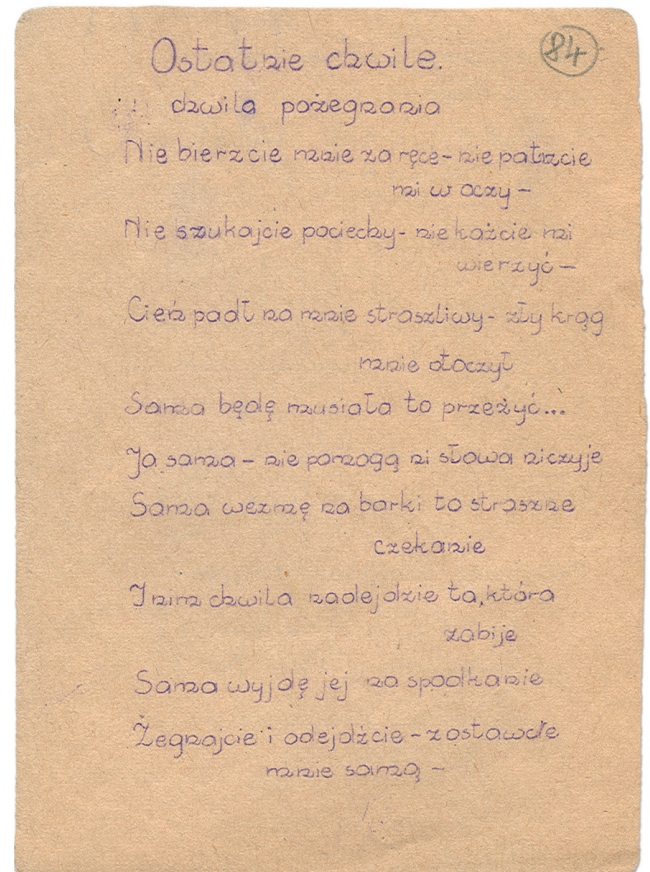 84
Ostatnie chwile.
chwila pożegnania
Nie bierzcie mnie za ręce- nie patrzcie
mi w oczy -
Nie szukajcie pociechy- nie każcie mi
wierzyć -
Cień padł na mnie straszliwy- zły krąg
mnie otoczył
Sama będę musiała to przeżyć...
Ja sama - nie pomogą mi słowa niczyje
Sama wezmę na barki to straszne
czekanie
I nim chwila nadejdzie ta, która
zabije
Sama wyjdę jej na spotkanie
Żegnajcie i odejdźcie - zostawcie
mnie samą -